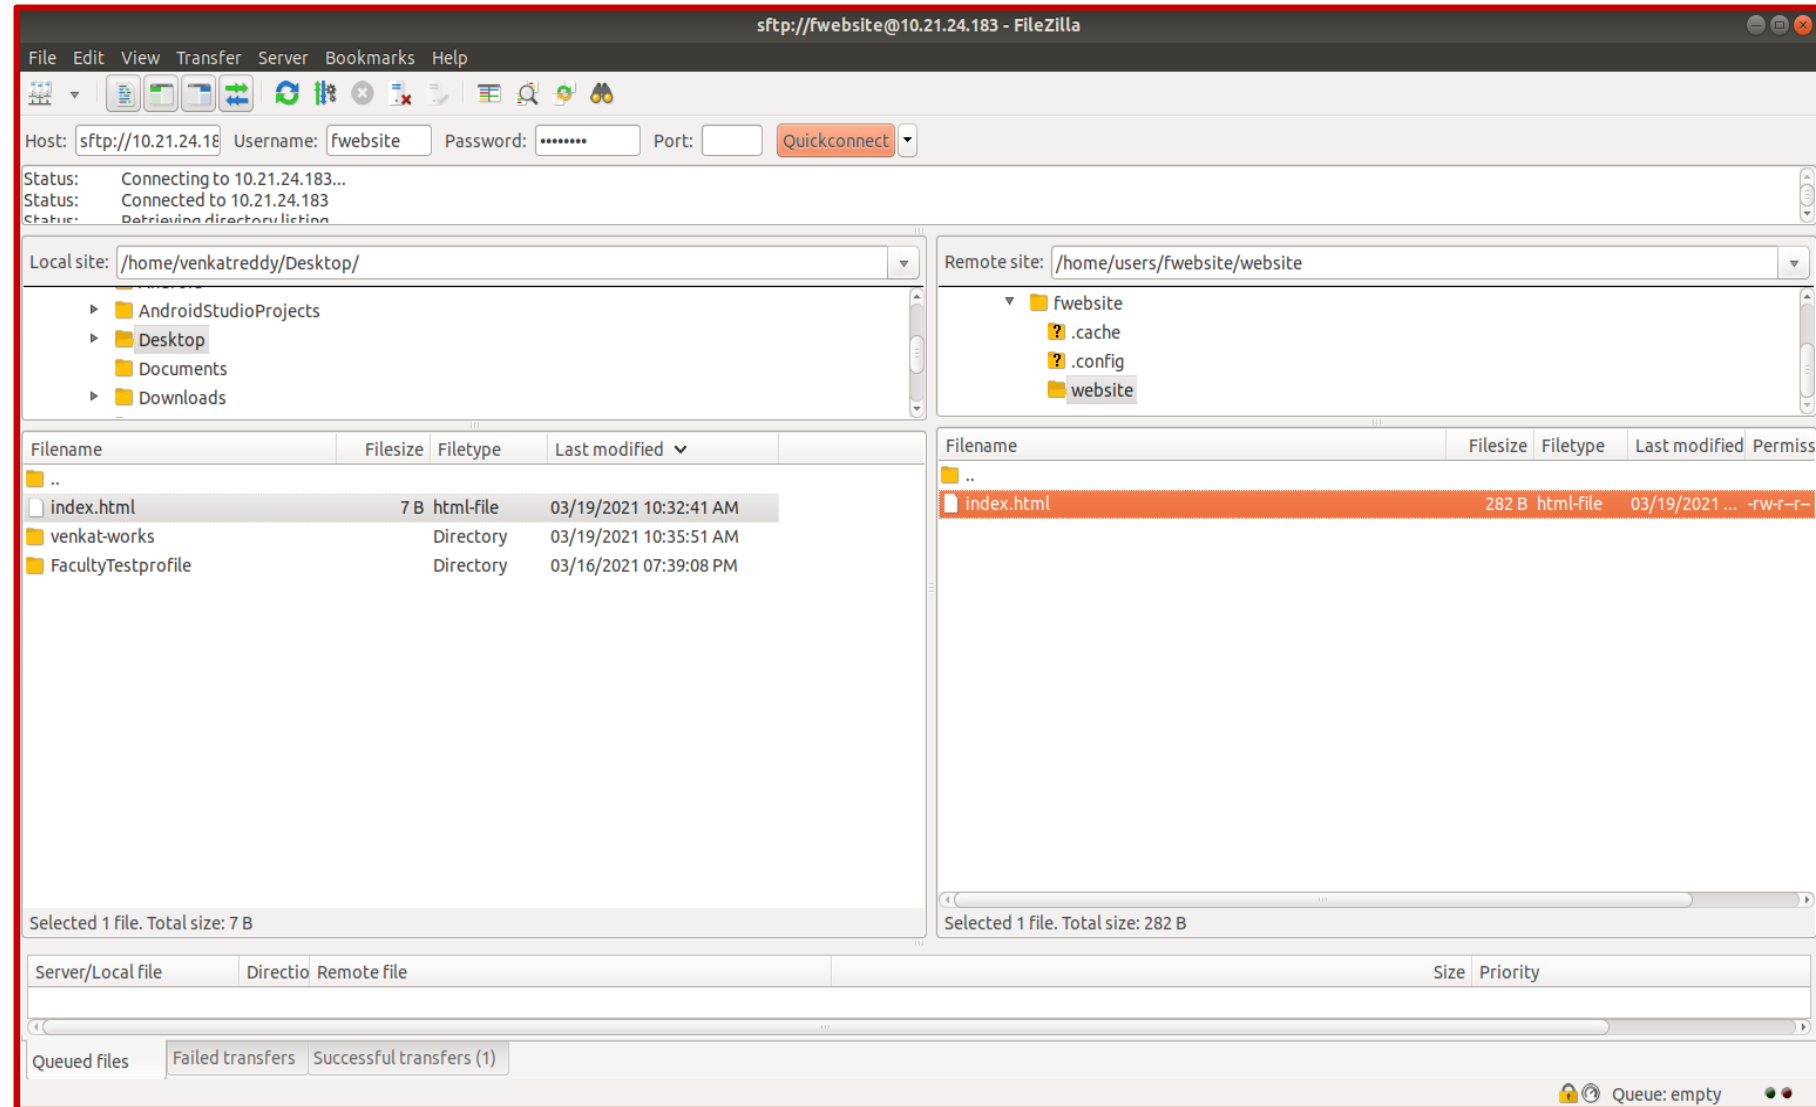 sftp://fwebsite@10.21.24.183 - FileZilla
File Edit View Transfer Server Bookmarks Help
Host: sftp://10.21.24.18 Username: fwebsite Password: •••••••• Port: Quickconnect
Status: Connecting to 10.21.24.183...
Status: Connected to 10.21.24.183
Status: Retrieving directory listing
Local site: /home/venkatreddy/Desktop/
AndroidStudioProjects
Desktop
Documents
Downloads
Remote site: /home/users/fwebsite/website
fwebsite
? .cache
? .config
website
Filename Filesize Filetype Last modified
..
index.html 7 B html-file 03/19/2021 10:32:41 AM
venkat-works Directory 03/19/2021 10:35:51 AM
FacultyTestprofile Directory 03/16/2021 07:39:08 PM
Selected 1 file. Total size: 7 B
Filename Filesize Filetype Last modified Permiss
..
index.html 282 B html-file 03/19/2021 ... -rw-r--r--
Selected 1 file. Total size: 282 B
Server/Local file Directio Remote file Size Priority
Queued files Failed transfers Successful transfers (1)
Queue: empty